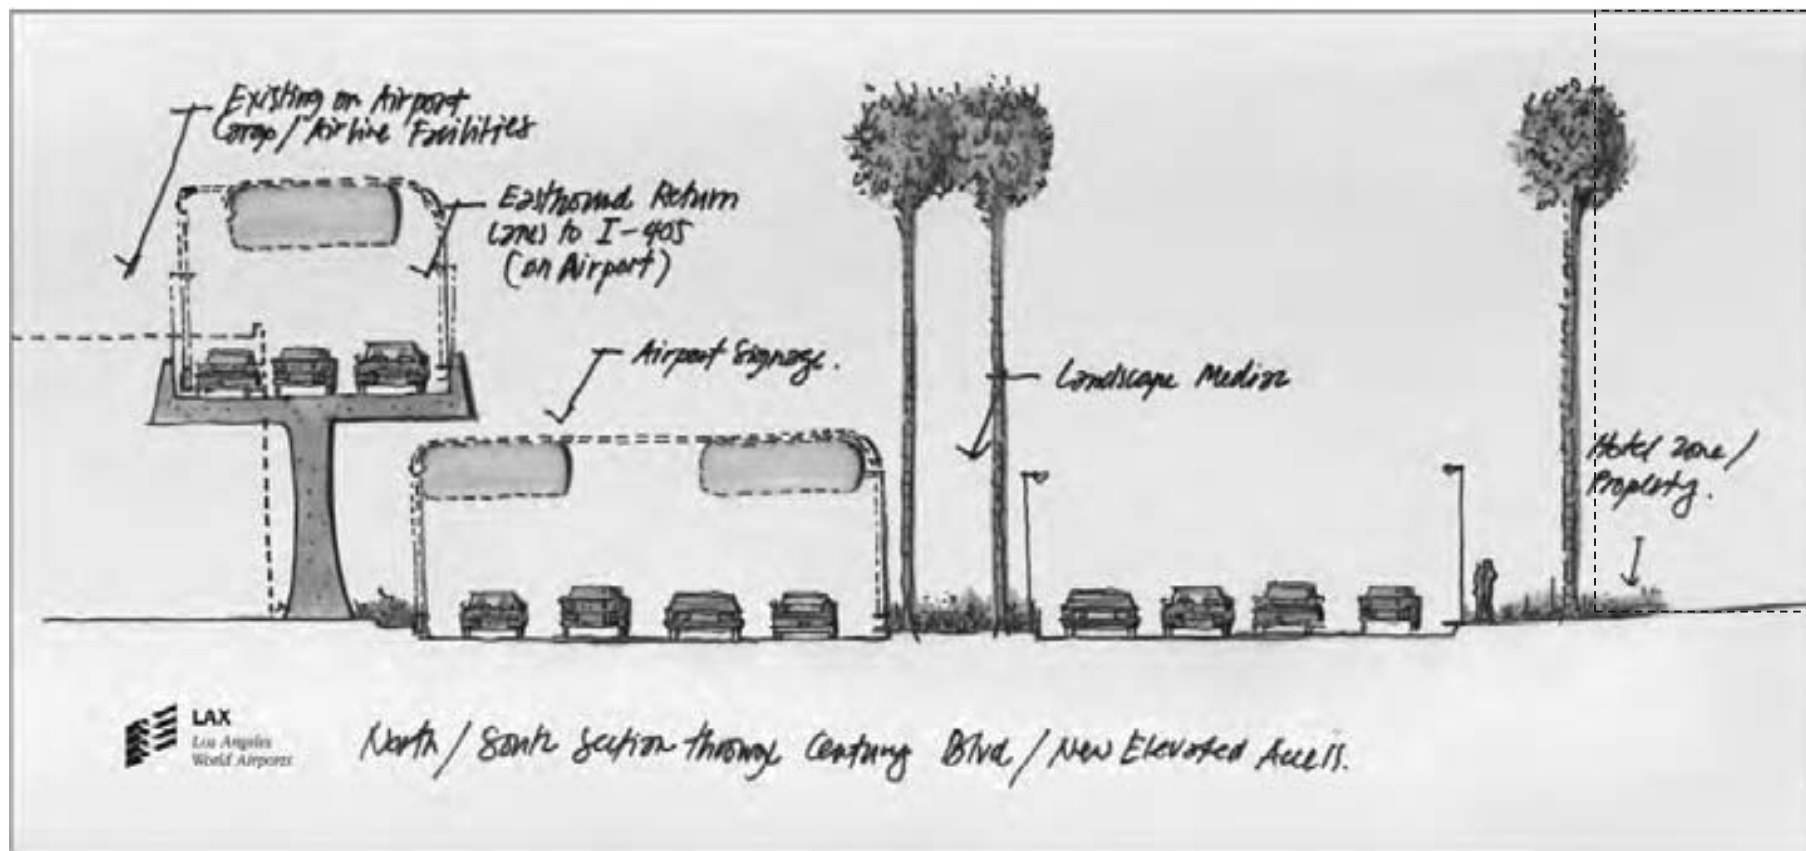 Existing on Airport
Cargo / Airline Facilities
Eastbound Return
Lanes to I-405
(on Airport)
Airport Signage.
Landscape Median
Hotel Zone /
Property.
LAX
Los Angeles
World Airports
North / South Section through Century Blvd / New Elevated Access.